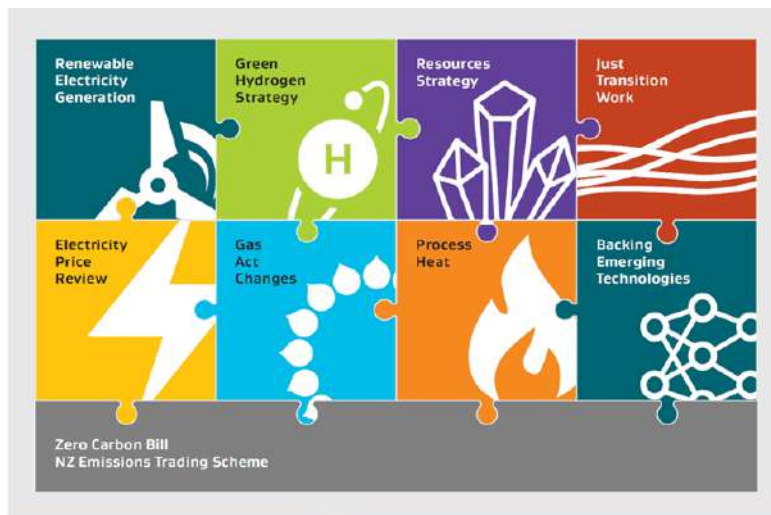 Renewable
Electricity
Generation
Green
Hydrogen
Strategy
H
Resources
Strategy
Just
Transition
Work
Electricity
Price
Review
Gas
Act
Changes
Process
Heat
Backing
Emerging
Technologies
Zero Carbon Bill
NZ Emissions Trading Scheme